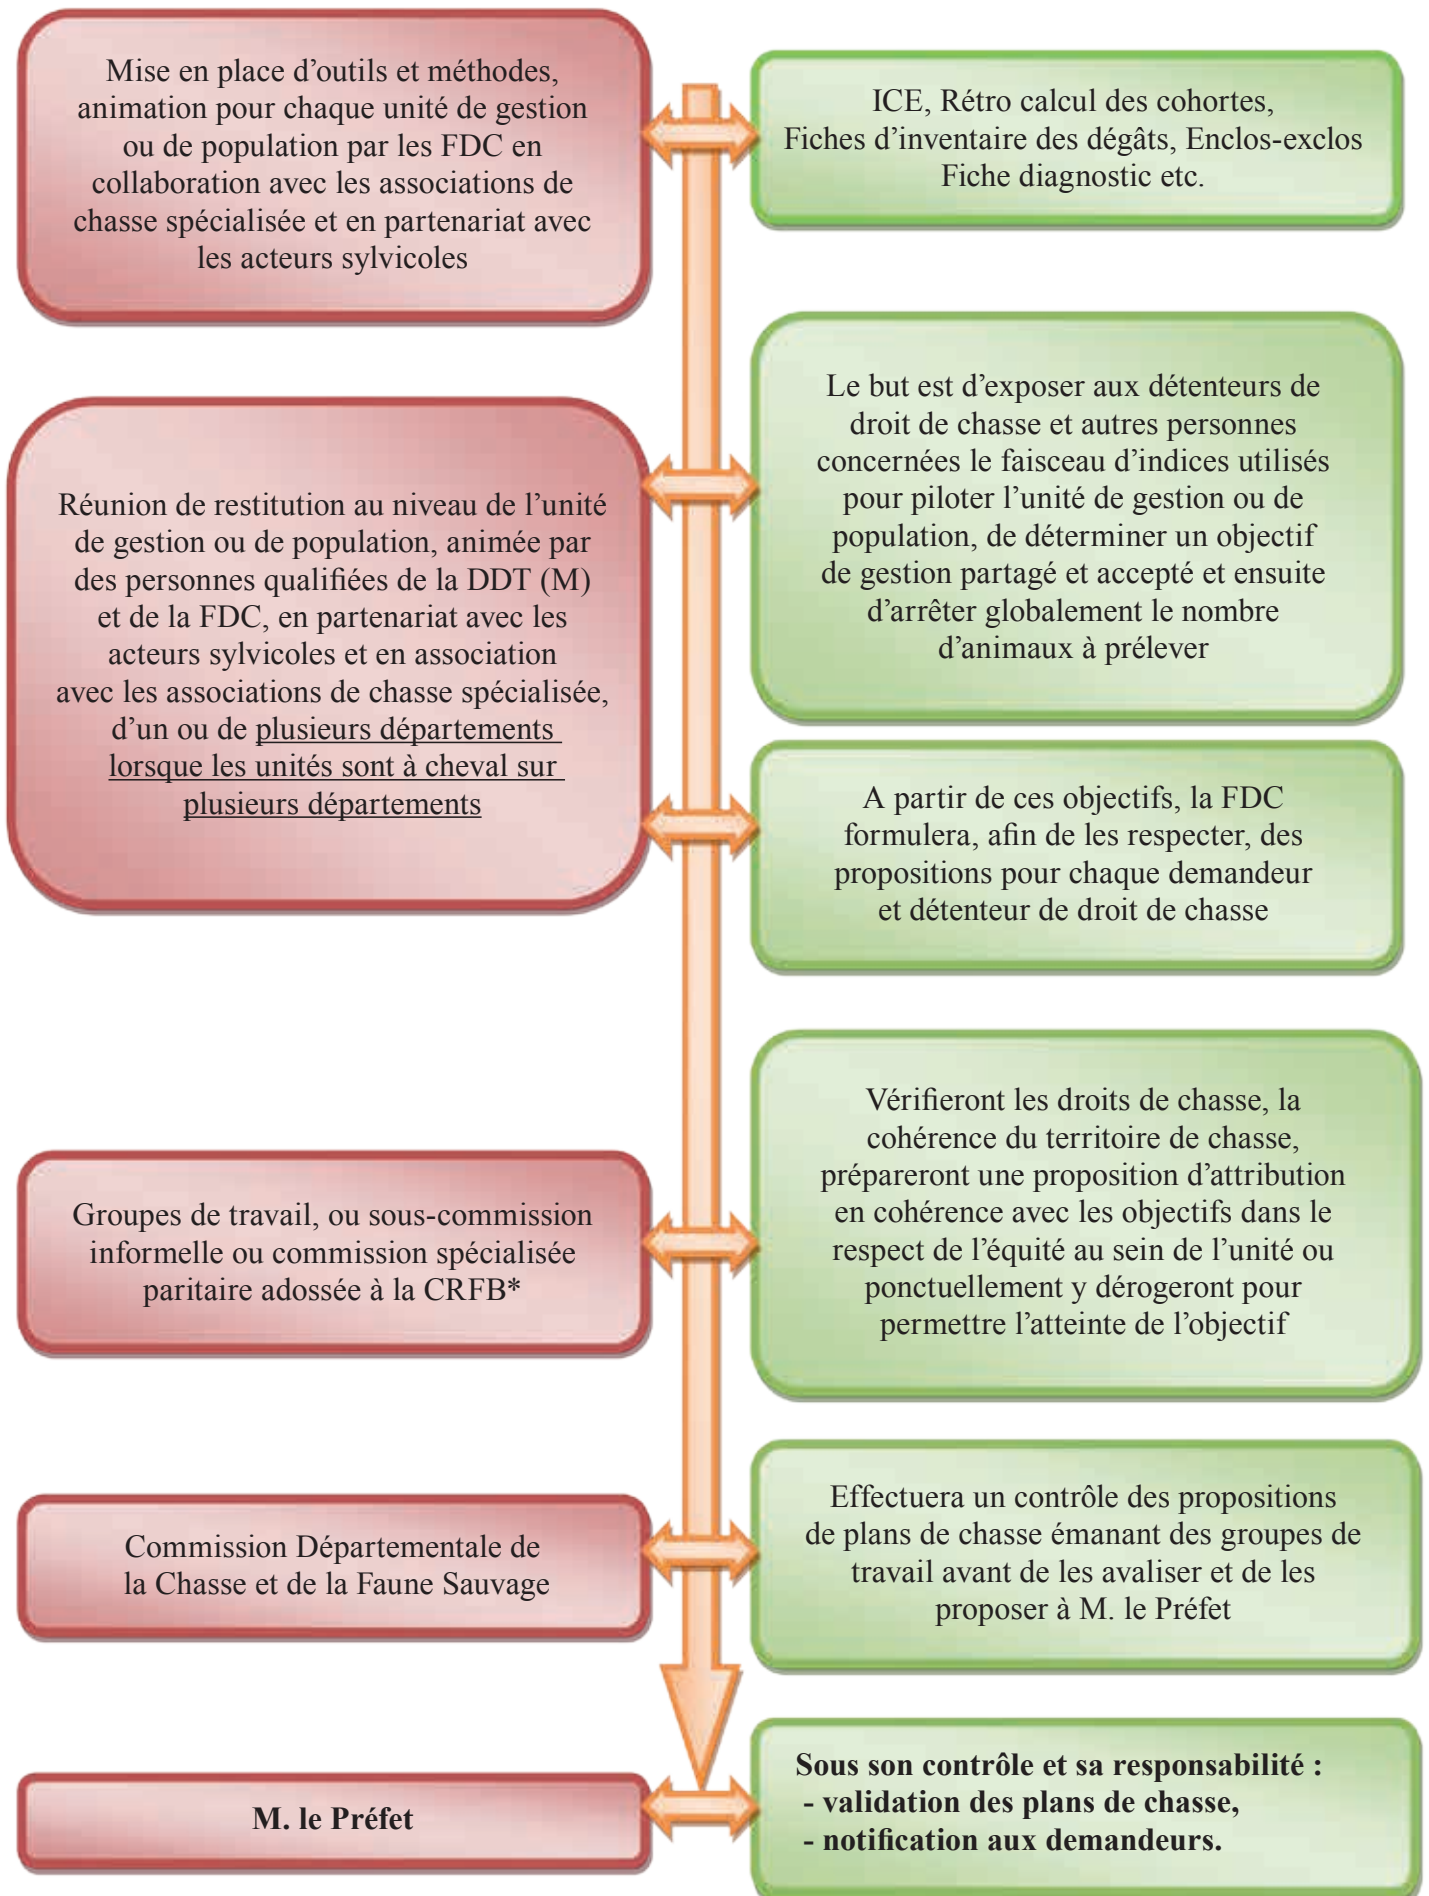 Mise en place d’outils et méthodes,
animation pour chaque unité de gestion
ou de population par les FDC en
collaboration avec les associations de
chasse spécialisée et en partenariat avec
les acteurs sylvicoles
ICE, Rétro calcul des cohortes,
Fiches d’inventaire des dégâts, Enclos-exclos
Fiche diagnostic etc.
Réunion de restitution au niveau de l’unité
de gestion ou de population, animée par
des personnes qualifiées de la DDT (M)
et de la FDC, en partenariat avec les
acteurs sylvicoles et en association
avec les associations de chasse spécialisée,
d’un ou de plusieurs départements
lorsque les unités sont à cheval sur
plusieurs départements
Le but est d’exposer aux détenteurs de
droit de chasse et autres personnes
concernées le faisceau d’indices utilisés
pour piloter l’unité de gestion ou de
population, de déterminer un objectif
de gestion partagé et accepté et ensuite
d’arrêter globalement le nombre
d’animaux à prélever
A partir de ces objectifs, la FDC
formulera, afin de les respecter, des
propositions pour chaque demandeur
et détenteur de droit de chasse
Groupes de travail, ou sous-commission
informelle ou commission spécialisée
paritaire adossée à la CRFB*
Vérifieront les droits de chasse, la
cohérence du territoire de chasse,
prépareront une proposition d’attribution
en cohérence avec les objectifs dans le
respect de l’équité au sein de l’unité ou
ponctuellement y dérogeront pour
permettre l’atteinte de l’objectif
Commission Départementale de
la Chasse et de la Faune Sauvage
Effectuera un contrôle des propositions
de plans de chasse émanant des groupes de
travail avant de les avaliser et de les
proposer à M. le Préfet
M. le Préfet
Sous son contrôle et sa responsabilité :
- validation des plans de chasse,
- notification aux demandeurs.